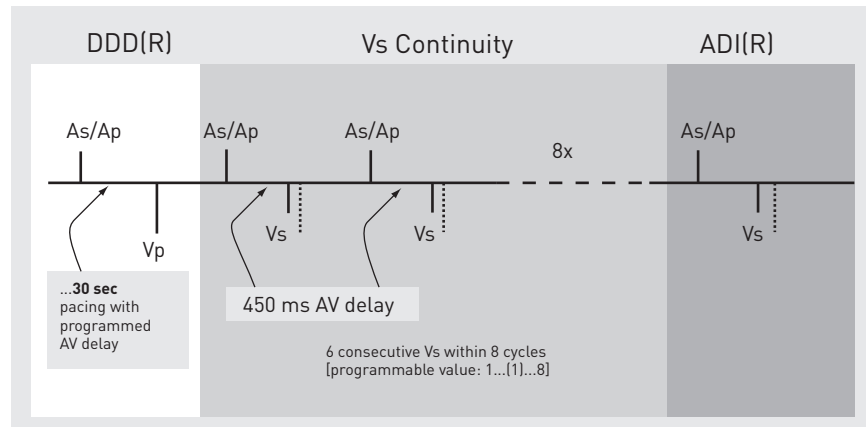 DDD(R)
Vs Continuity
ADI(R)
As/Ap
As/Ap
As/Ap
8x
As/Ap
Vp
Vs
Vs
Vs
...30 sec
pacing with
programmed
AV delay
450 ms AV delay
6 consecutive Vs within 8 cycles
[programmable value: 1...(1)...8]